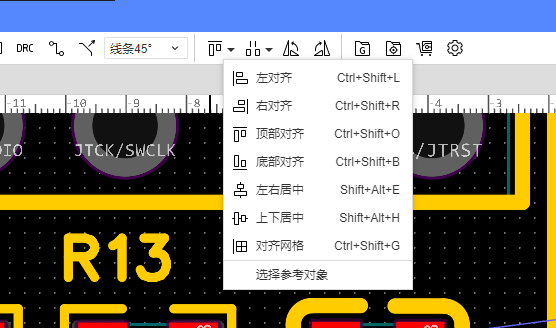 DRC 线条45°
-11 -10 -9 -8 -4 -3
左对齐 Ctrl+Shift+L
右对齐 Ctrl+Shift+R
顶部对齐 Ctrl+Shift+O
底部对齐 Ctrl+Shift+B
左右居中 Shift+Alt+E
上下居中 Shift+Alt+H
对齐网格 Ctrl+Shift+G
选择参考对象
DIO JTCK/SWCLK /JTRST
R13